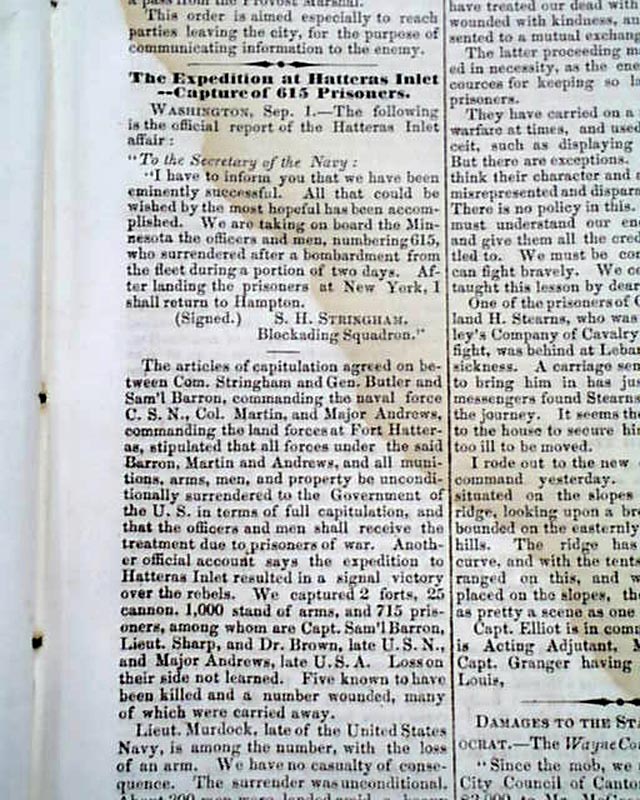 a pass from the Provost Marshal.
This order is aimed especially to reach
parties leaving the city, for the purpose of
communicating information to the enemy.
The Expedition at Hatteras Inlet
--Capture of 615 Prisoners.
WASHINGTON, Sep. 1.—The following
is the official report of the Hatteras Inlet
affair:
"To the Secretary of the Navy:
"I have to inform you that we have been
eminently successful. All that could be
wished by the most hopeful has been accom-
plished. We are taking on board the Min-
nesota the officers and men, numbering 615,
who surrendered after a bombardment from
the fleet during a portion of two days. Af-
ter landing the prisoners at New York, I
shall return to Hampton.
(Signed.) S. H. STRINGHAM,
Blockading Squadron."
The articles of capitulation agreed on be-
tween Com. Stringham and Gen. Butler and
Sam'l Barron, commanding the naval force
C. S. N., Col. Martin, and Major Andrews,
commanding the land forces at Fort Hatter-
as, stipulated that all forces under the said
Barron, Martin and Andrews, and all muni-
tions, arms, men, and property be uncondi-
tionally surrendered to the Government of
the U. S. in terms of full capitulation, and
that the officers and men shall receive the
treatment due to prisoners of war. Anoth-
er official account says the expedition to
Hatteras Inlet resulted in a signal victory
over the rebels. We captured 2 forts, 25
cannon. 1,000 stand of arms, and 715 pris-
oners, among whom are Capt. Sam'l Barron,
Lieut. Sharp, and Dr. Brown, late U. S. N.,
and Major Andrews, late U. S. A. Loss on
their side not learned. Five known to have
been killed and a number wounded, many
of which were carried away.
Lieut. Murdock, late of the United States
Navy, is among the number, with the loss
of an arm. We have no casualty of conse-
quence. The surrender was unconditional.
About 300 men were landed amid a heavy
have treated our dead with
wounded with kindness, an
sented to a mutual exchang
The latter proceeding m
ed in necessity, as the ene
cources for keeping so la
prisoners.
They have carried on a
warfare at times, and used
ceit, such as displaying
But there are exceptions.
think their character and a
misrepresented and dispara
There is no policy in this.
must understand our en
and give them all the cred
tled to. We must be con
can fight bravely. We c
taught this lesson by dear
One of the prisoners of C
land H. Stearns, who was
ley's Company of Cavalry
fight, was behind at Leban
sickness. A carriage sen
to bring him in has jus
messengers found Stearns
the journey. It seems the
to the house to secure hi
too ill to be moved.
I rode out to the new
command yesterday.
situated on the slopes
ridge, looking upon a bro
bounded on the easternly
hills. The ridge has
curve, and with the tents
ranged on this, and w
placed on the slopes, the
as pretty a scene as one
Capt. Elliot is in com
is Acting Adjutant. M
Capt. Granger having
Louis,
DAMAGES TO THE STA
OCRAT.—The Wayne Cou
"Since the mob, we
City Council of Canton